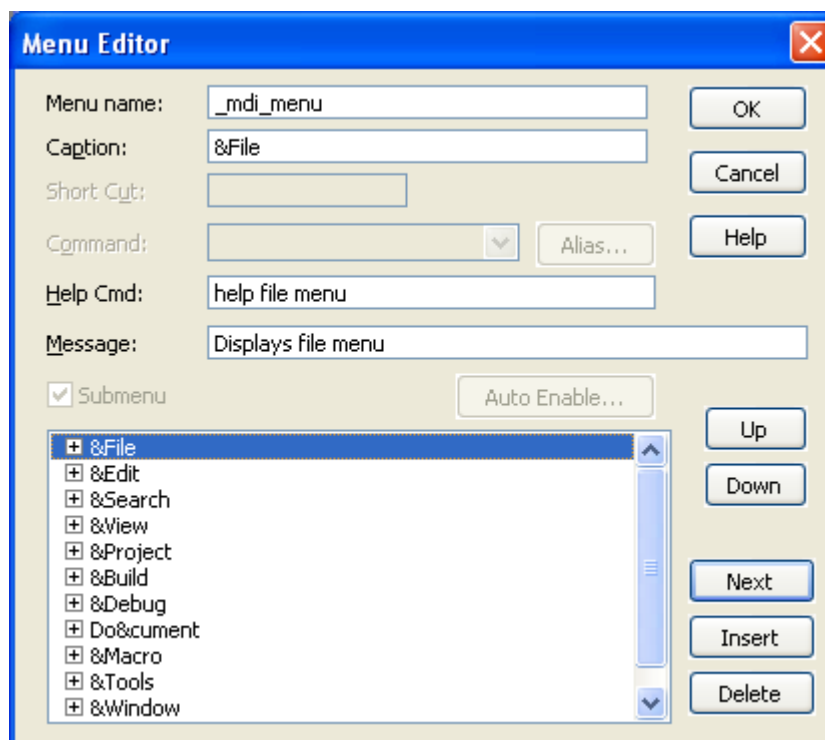 Menu Editor
Menu name: _mdi_menu OK
Caption: &File
Short Cut: Cancel
Command: Alias... Help
Help Cmd: help file menu
Message: Displays file menu
Submenu Auto Enable...
&File Up
&Edit
&Search Down
&View
&Project
&Build Next
&Debug
Do&cument Insert
&Macro
&Tools Delete
&Window